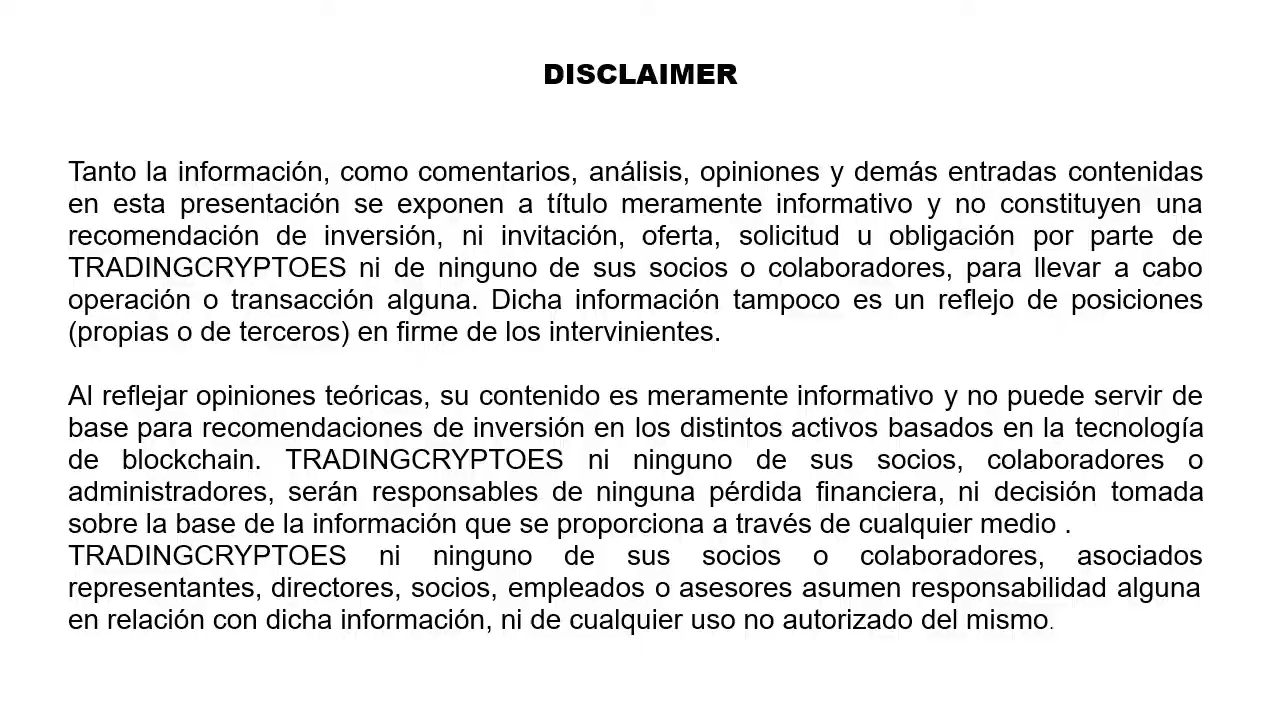 DISCLAIMER
Tanto la información, como comentarios, análisis, opiniones y demás entradas contenidas
en esta presentación se exponen a título meramente informativo y no constituyen una
recomendación de inversión, ni invitación, oferta, solicitud u obligación por parte de
TRADINGCRYPTOES ni de ninguno de sus socios o colaboradores, para llevar a cabo
operación o transacción alguna. Dicha información tampoco es un reflejo de posiciones
(propias o de terceros) en firme de los intervinientes.
Al reflejar opiniones teóricas, su contenido es meramente informativo y no puede servir de
base para recomendaciones de inversión en los distintos activos basados en la tecnología
de blockchain. TRADINGCRYPTOES ni ninguno de sus socios, colaboradores o
administradores, serán responsables de ninguna pérdida financiera, ni decisión tomada
sobre la base de la información que se proporciona a través de cualquier medio .
TRADINGCRYPTOES ni ninguno de sus socios o colaboradores, asociados
representantes, directores, socios, empleados o asesores asumen responsabilidad alguna
en relación con dicha información, ni de cualquier uso no autorizado del mismo.